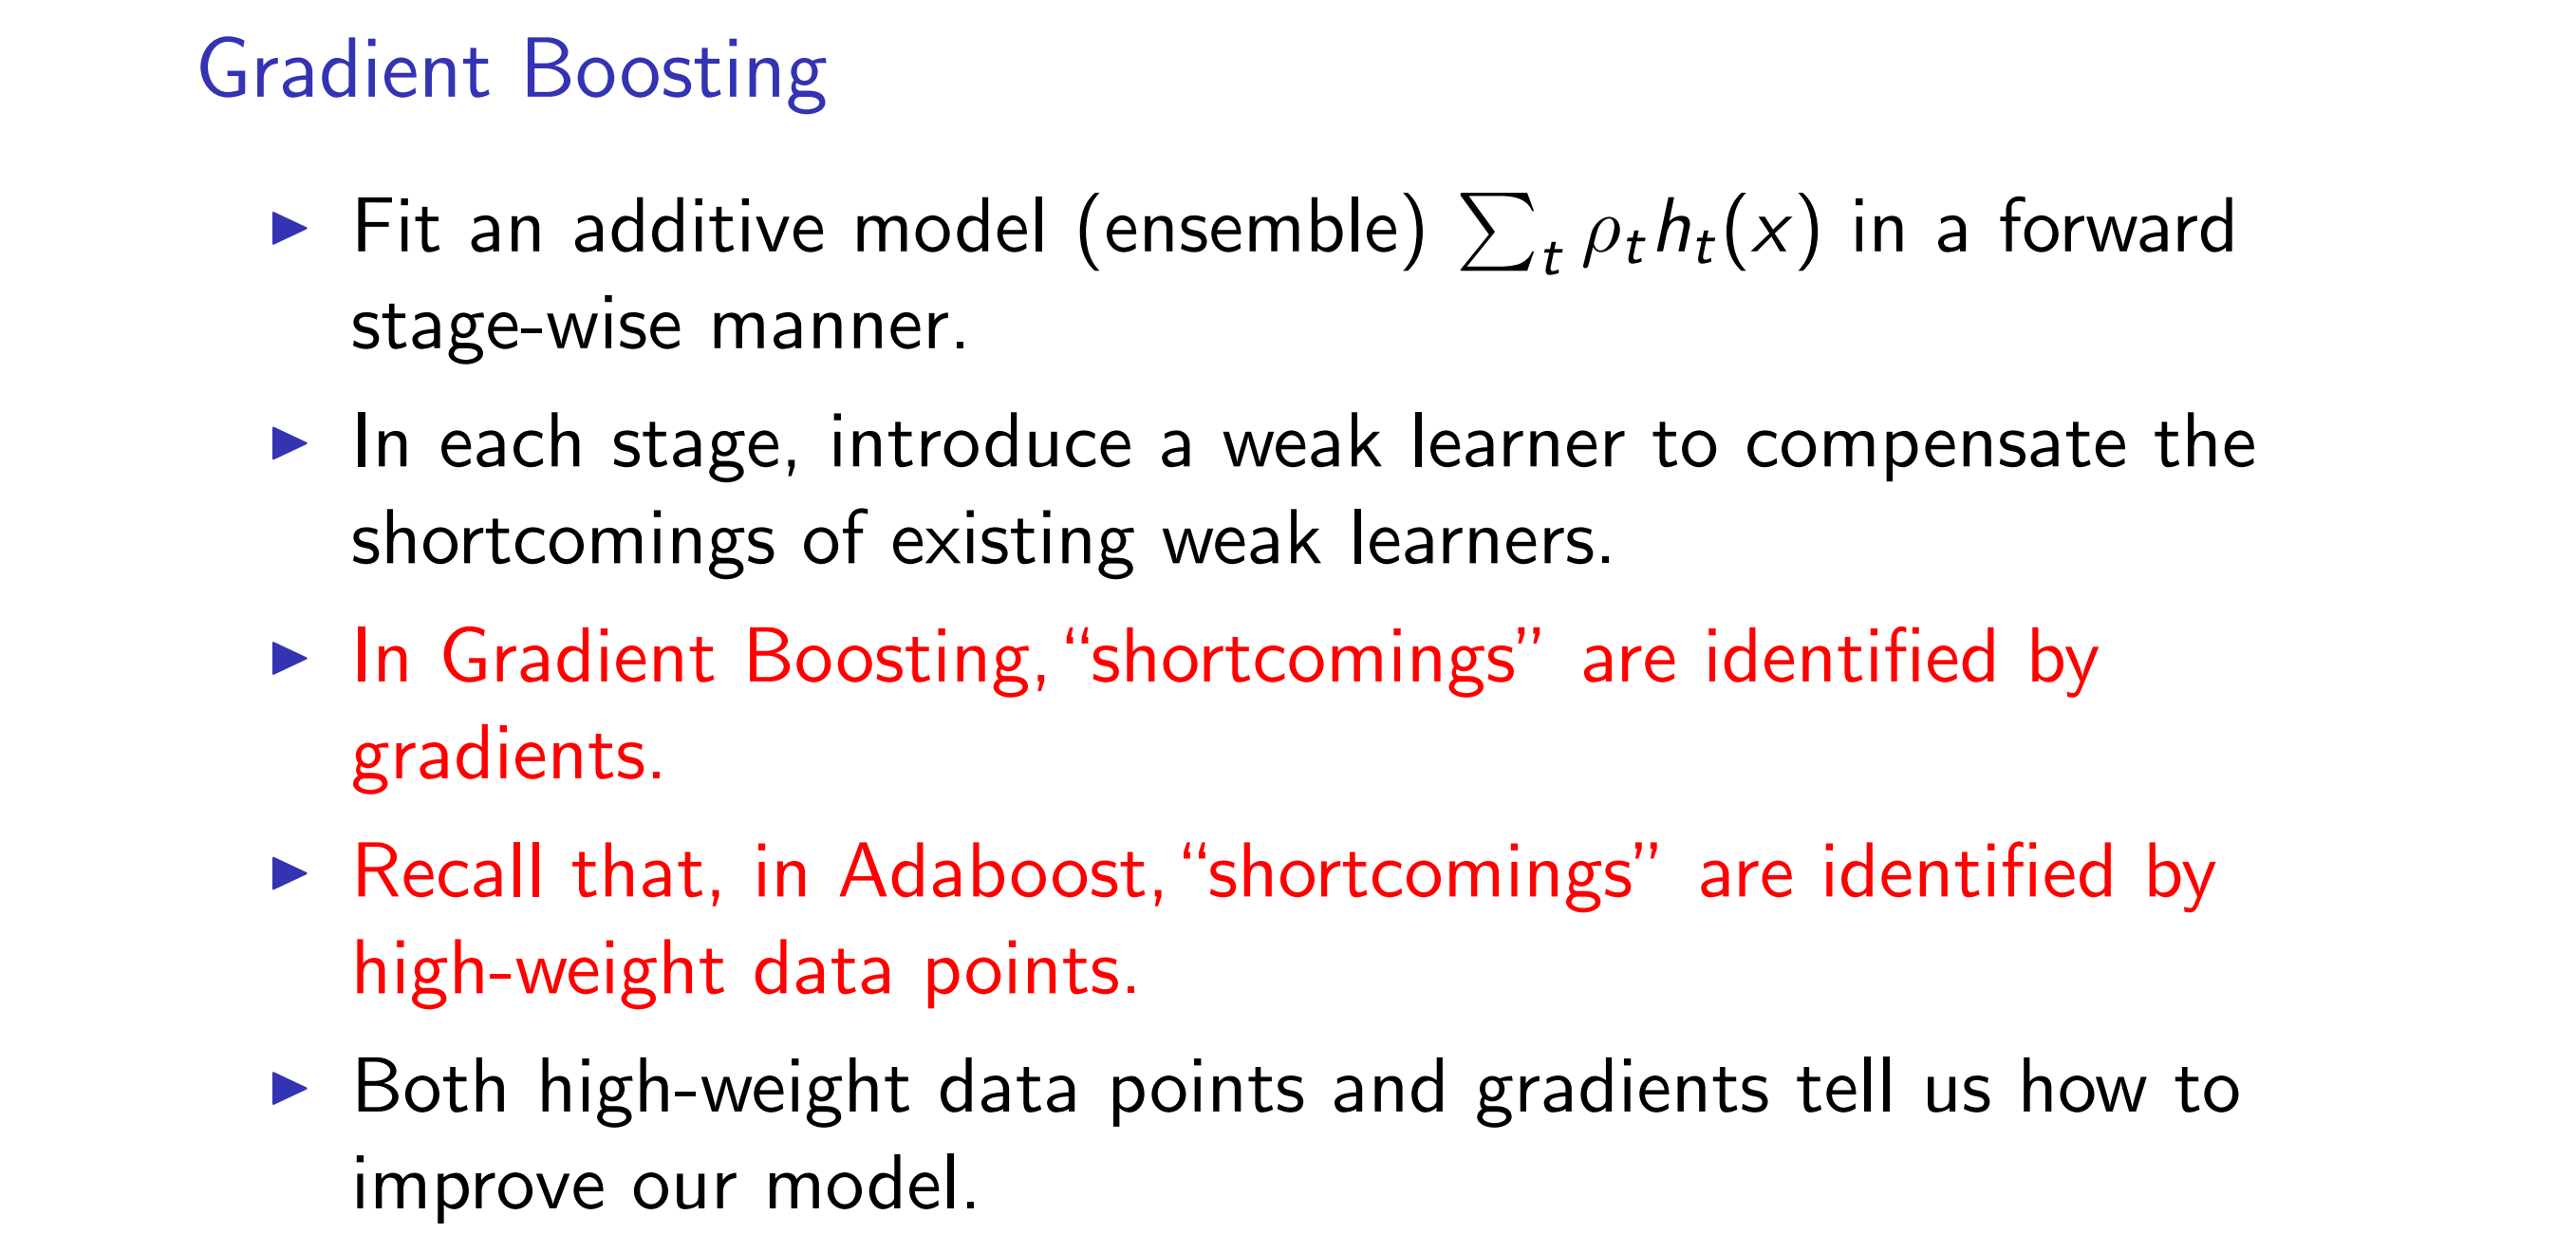 Gradient Boosting
▶ Fit an additive model (ensemble) ∑ₜ ρₜhₜ(x) in a forward
stage-wise manner.
▶ In each stage, introduce a weak learner to compensate the
shortcomings of existing weak learners.
▶ In Gradient Boosting, “shortcomings” are identified by
gradients.
▶ Recall that, in Adaboost, “shortcomings” are identified by
high-weight data points.
▶ Both high-weight data points and gradients tell us how to
improve our model.